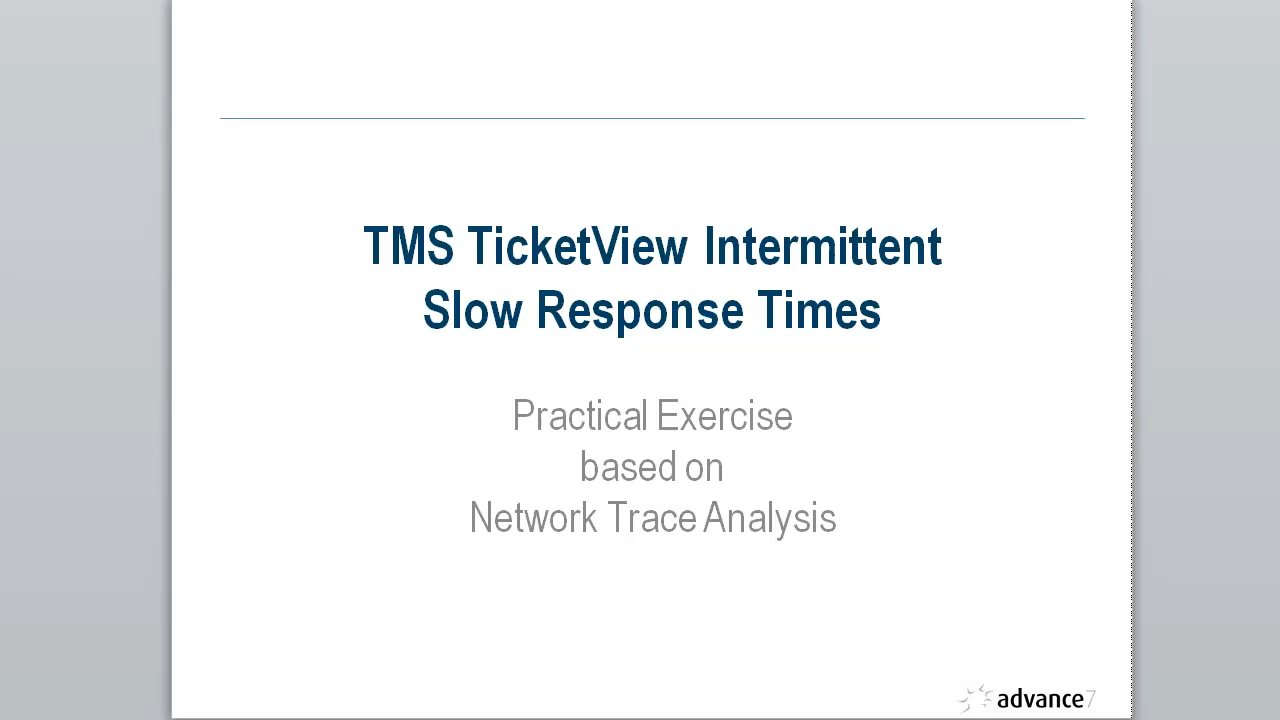 TMS TicketView Intermittent
Slow Response Times
Practical Exercise
based on
Network Trace Analysis
advance7